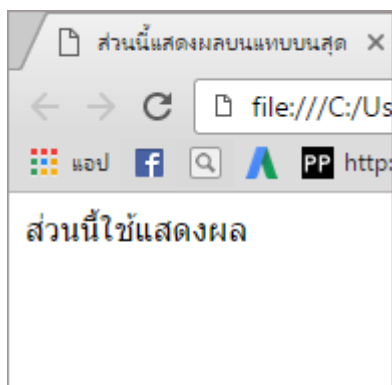 ส่วนนี้แสดงผลบนแทบบนสุด
file:///C:/Us
แอป PP http:
ส่วนนี้ใช้แสดงผล